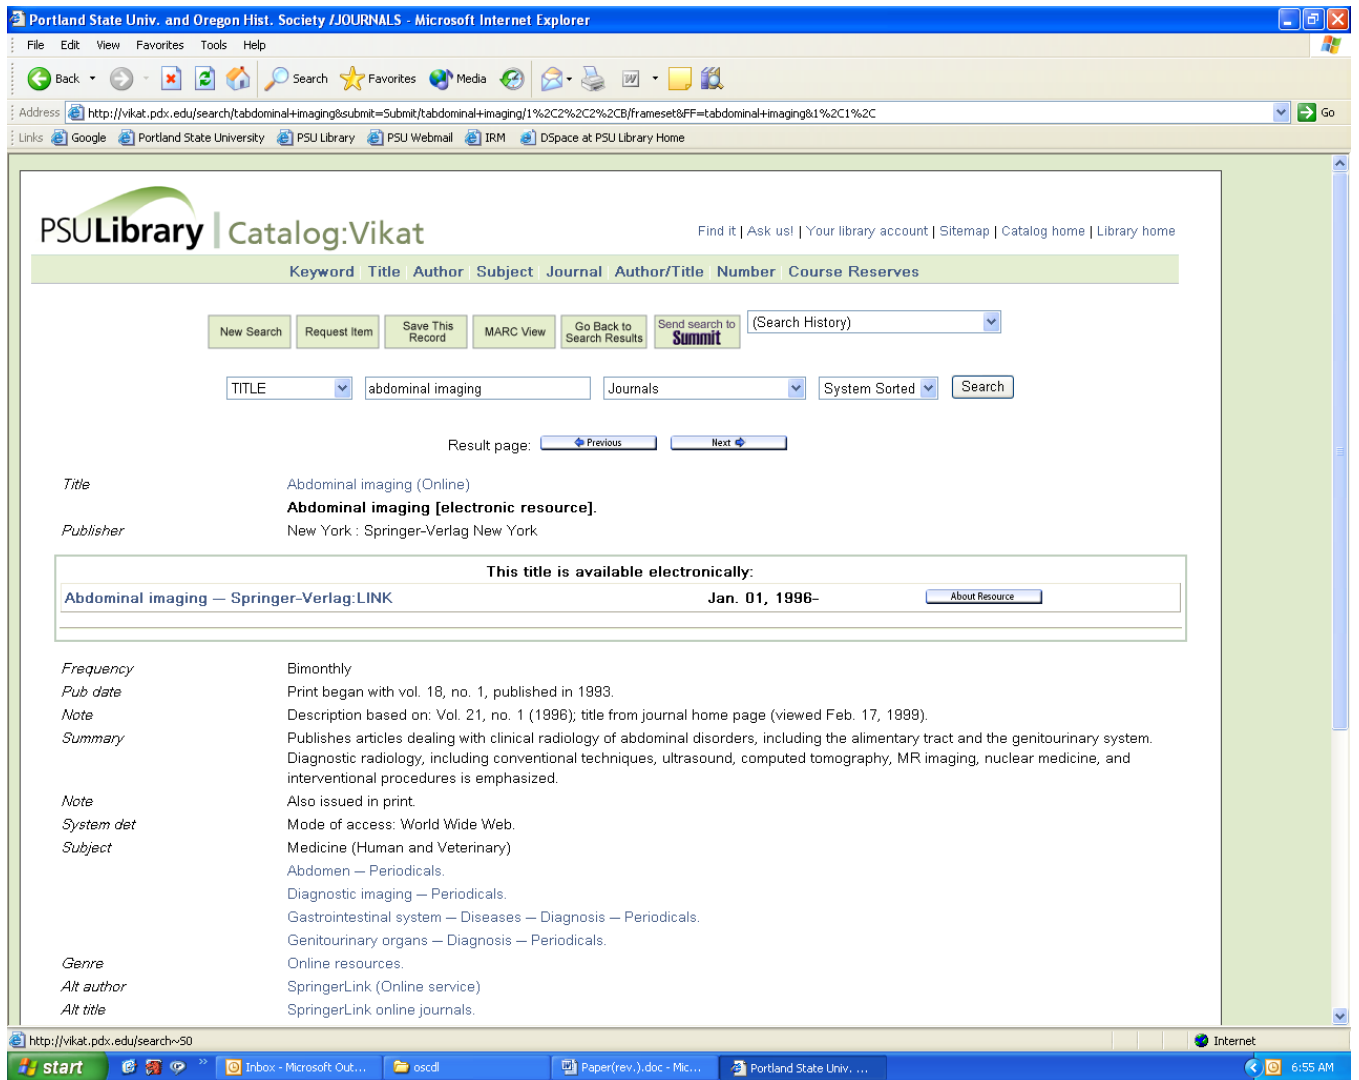 Portland State Univ. and Oregon Hist. Society /JOURNALS - Microsoft Internet Explorer
File Edit View Favorites Tools Help
Back Search Favorites Media
Address http://vikat.pdx.edu/search/tabdominal+imaging&submit=Submit/tabdominal+imaging/1%2C2%2C2%2CB/frameset&FF=tabdominal+imaging&1%2C1%2C Go
Links Google Portland State University PSU Library PSU Webmail IRM DSpace at PSU Library Home
PSULibrary Catalog:Vikat
Find it | Ask us! | Your library account | Sitemap | Catalog home | Library home
Keyword Title Author Subject Journal Author/Title Number Course Reserves
New Search Request Item Save This Record MARC View Go Back to Search Results Send search to Summit (Search History)
TITLE abdominal imaging Journals System Sorted Search
Result page: Previous Next
Title Abdominal imaging (Online)
Abdominal imaging [electronic resource].
Publisher New York : Springer-Verlag New York
This title is available electronically:
Abdominal imaging — Springer-Verlag:LINK Jan. 01, 1996- About Resource
Frequency Bimonthly
Pub date Print began with vol. 18, no. 1, published in 1993.
Note Description based on: Vol. 21, no. 1 (1996); title from journal home page (viewed Feb. 17, 1999).
Summary Publishes articles dealing with clinical radiology of abdominal disorders, including the alimentary tract and the genitourinary system.
Diagnostic radiology, including conventional techniques, ultrasound, computed tomography, MR imaging, nuclear medicine, and
interventional procedures is emphasized.
Note Also issued in print.
System det Mode of access: World Wide Web.
Subject Medicine (Human and Veterinary)
Abdomen — Periodicals.
Diagnostic imaging — Periodicals.
Gastrointestinal system — Diseases — Diagnosis — Periodicals.
Genitourinary organs — Diagnosis — Periodicals.
Genre Online resources.
Alt author SpringerLink (Online service)
Alt title SpringerLink online journals.
http://vikat.pdx.edu/search~S0 Internet
start Inbox - Microsoft Out... oscdl Paper(rev.).doc - Mic... Portland State Univ. ... 6:55 AM